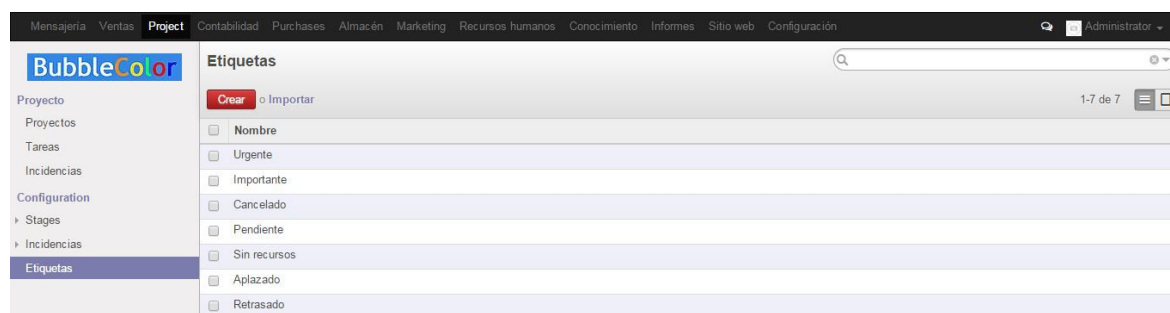 Mensajería Ventas Project Contabilidad Purchases Almacén Marketing Recursos humanos Conocimiento Informes Sitio web Configuración Administrator
BubbleColor
Proyecto
Proyectos
Tareas
Incidencias
Configuration
Stages
Incidencias
Etiquetas
Etiquetas
Crear o Importar
1-7 de 7
Nombre
Urgente
Importante
Cancelado
Pendiente
Sin recursos
Aplazado
Retrasado